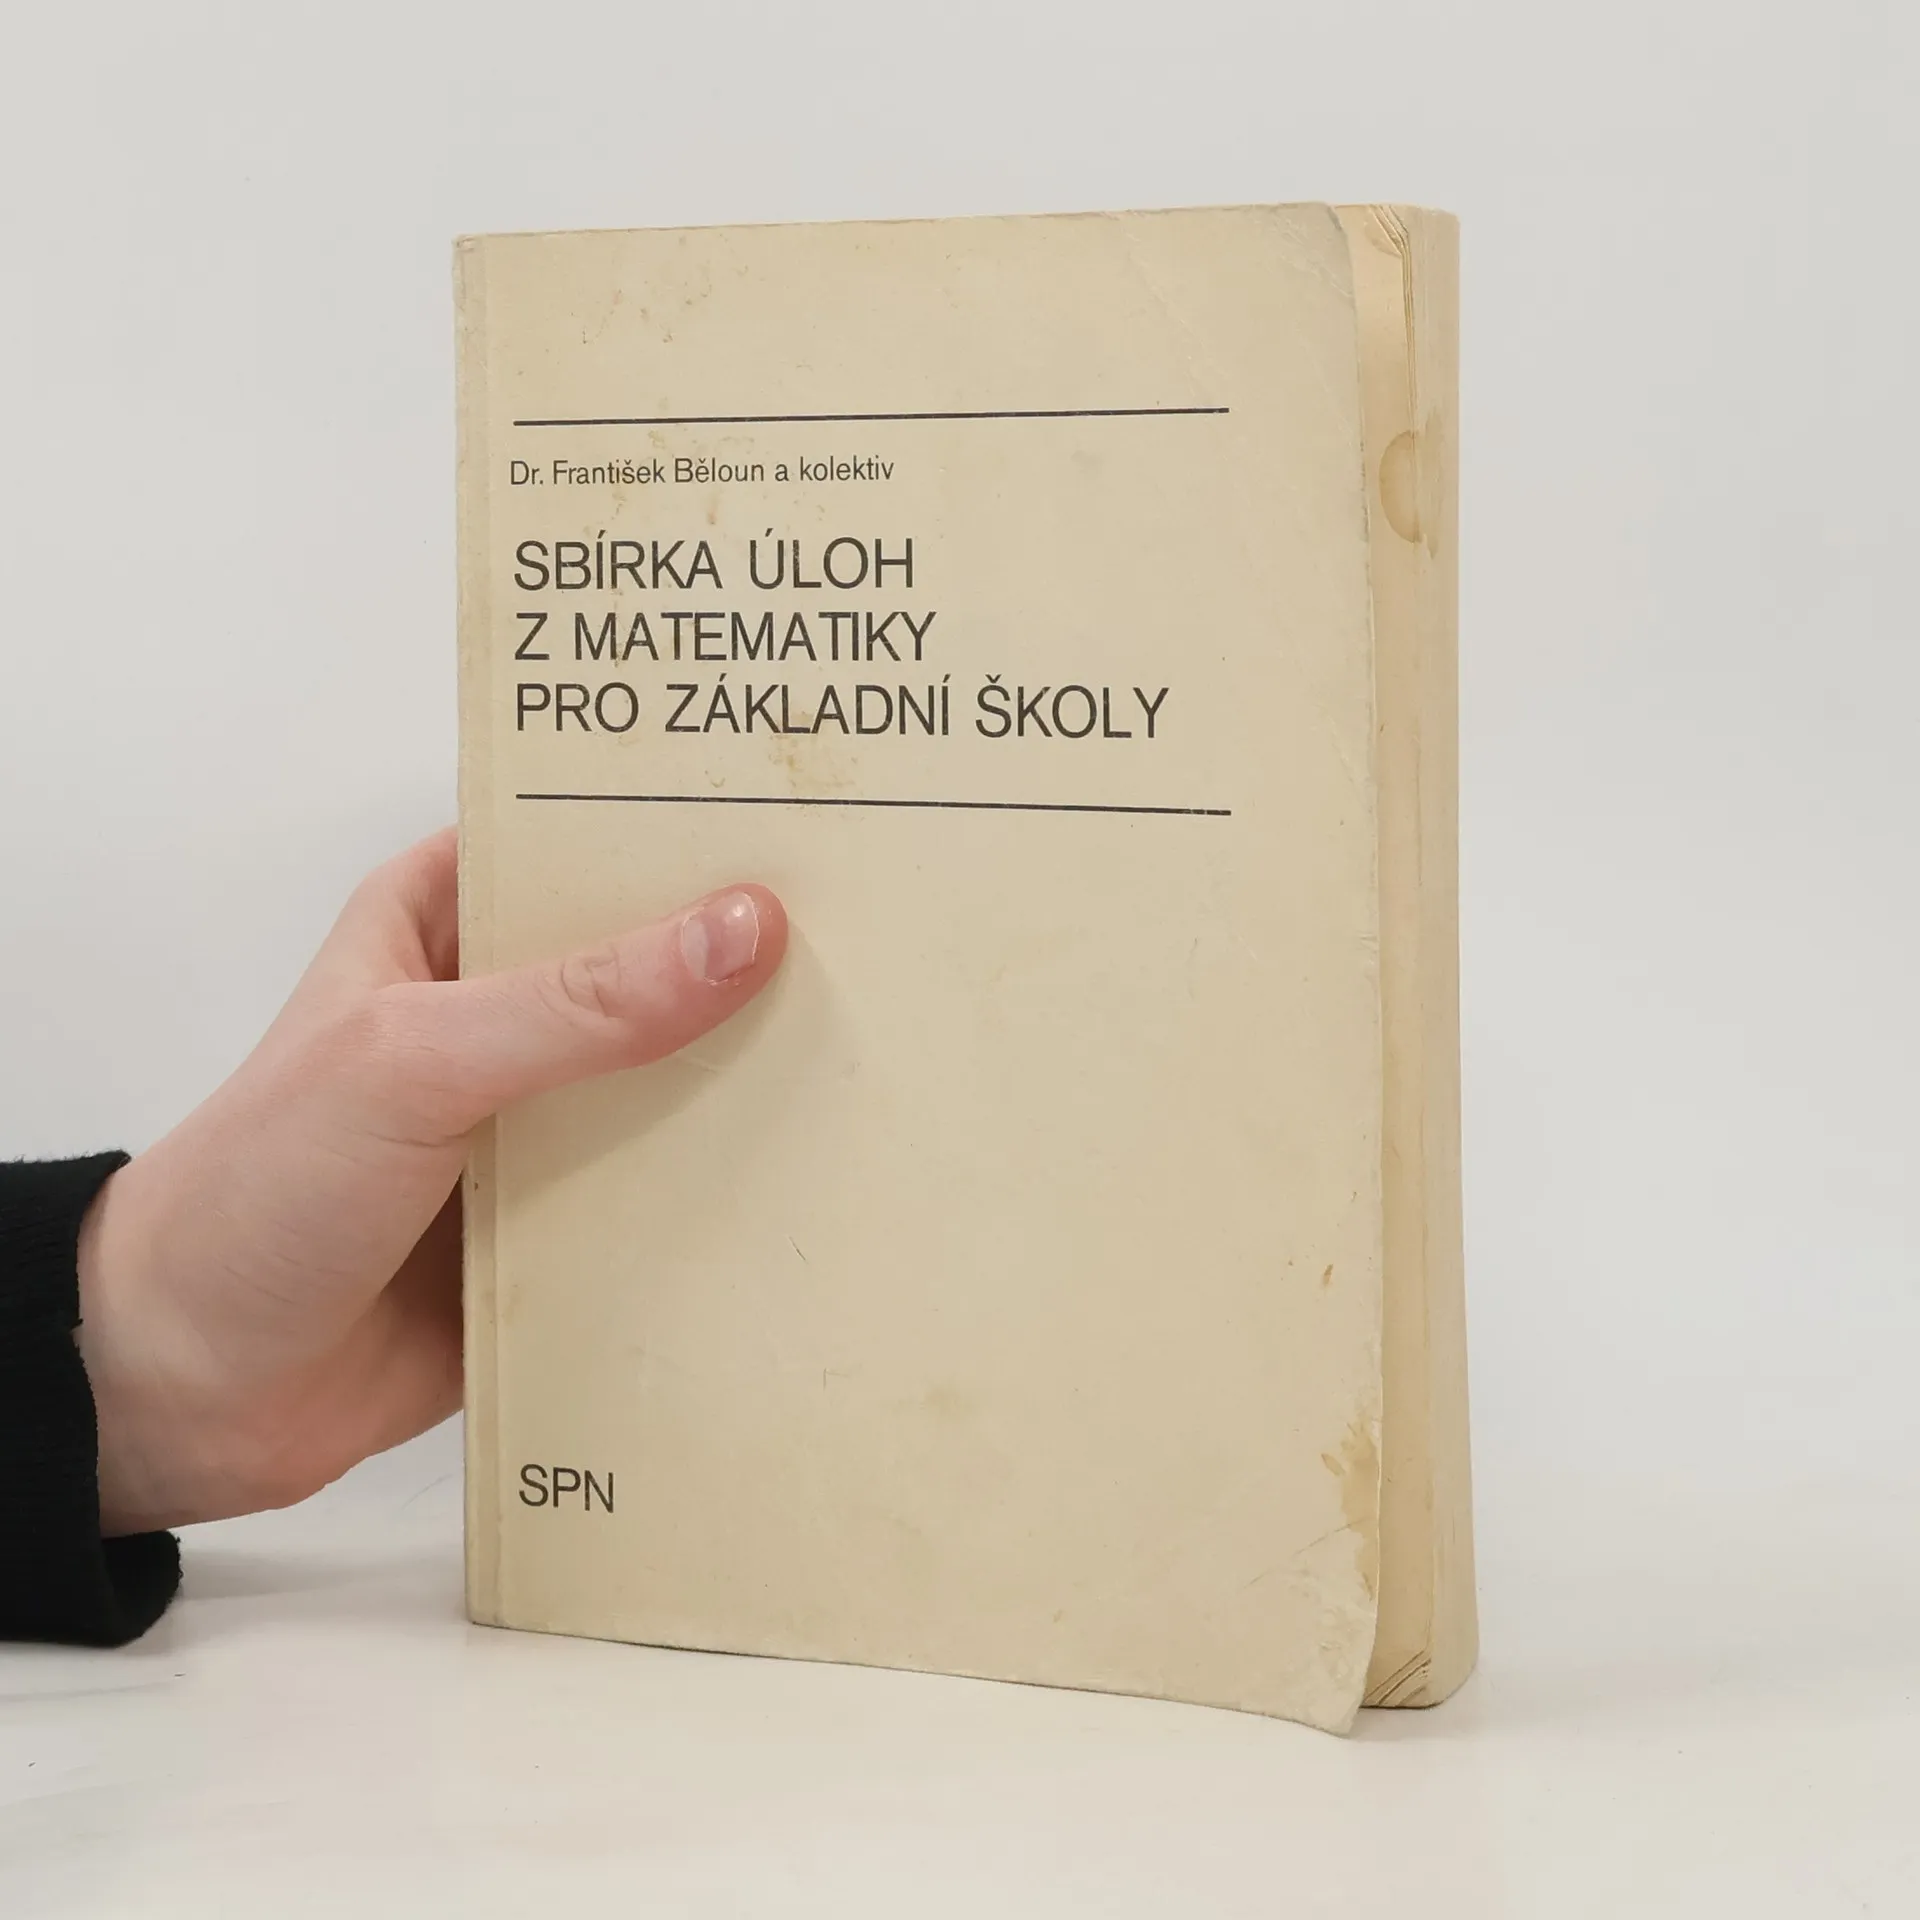 Dr. František Běloun a kolektiv
SBÍRKA ÚLOH
Z MATEMATIKY
PRO ZÁKLADNÍ ŠKOLY
SPN